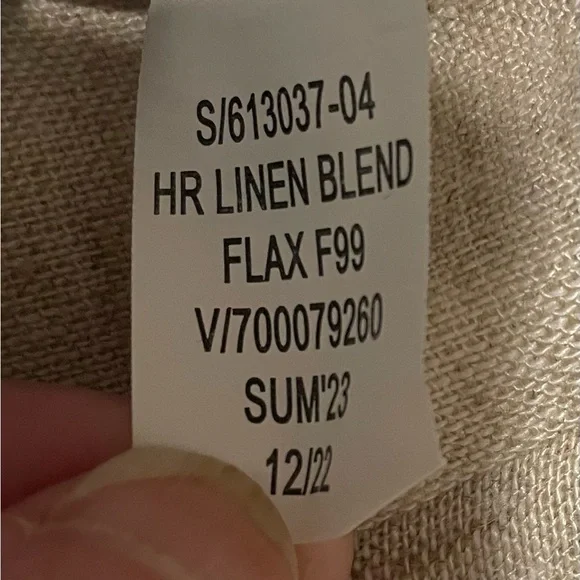 S/613037-04
HR LINEN BLEND
FLAX F99
V/700079260
SUM'23
12/22